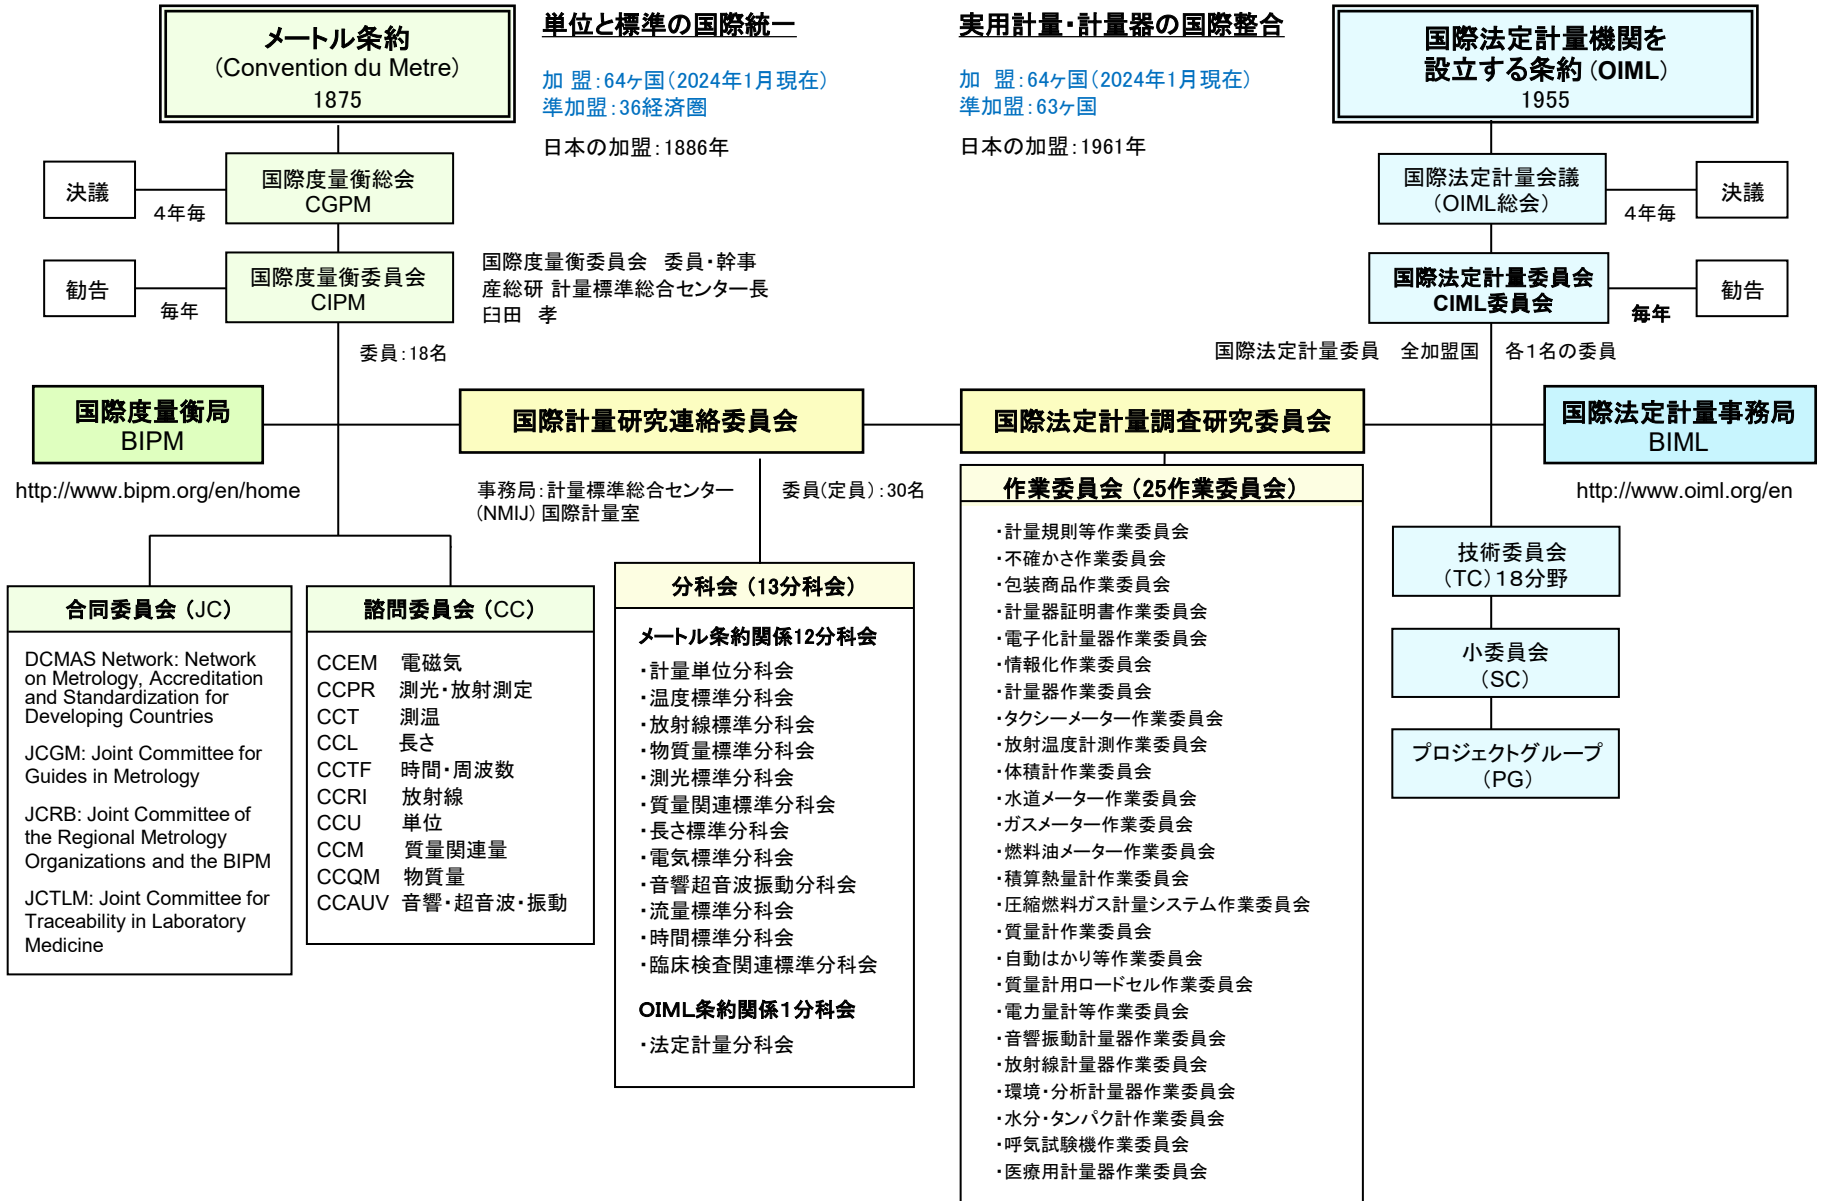 メートル条約
(Convention du Metre)
1875
単位と標準の国際統一
加 盟：64ヶ国(2024年1月現在)
準加盟：36経済圏
日本の加盟：1886年
実用計量・計量器の国際整合
加 盟：64ヶ国(2024年1月現在)
準加盟：63ヶ国
日本の加盟：1961年
国際法定計量機関を
設立する条約 (OIML)
1955
決議
4年毎
国際度量衡総会
CGPM
勧告
毎年
国際度量衡委員会
CIPM
国際度量衡委員会 委員・幹事
産総研 計量標準総合センター長
臼田 孝
委員：18名
国際法定計量会議
(OIML総会)
4年毎
決議
国際法定計量委員会
CIML委員会
毎年
勧告
国際法定計量委員 全加盟国 各1名の委員
国際度量衡局
BIPM
http://www.bipm.org/en/home
国際計量研究連絡委員会
事務局：計量標準総合センター
(NMIJ) 国際計量室
委員(定員)：30名
国際法定計量調査研究委員会
国際法定計量事務局
BIML
http://www.oiml.org/en
合同委員会 (JC)
DCMAS Network: Network
on Metrology, Accreditation
and Standardization for
Developing Countries
JCGM: Joint Committee for
Guides in Metrology
JCRB: Joint Committee of
the Regional Metrology
Organizations and the BIPM
JCTLM: Joint Committee for
Traceability in Laboratory
Medicine
諮問委員会 (CC)
CCEM 電磁気
CCPR 測光・放射測定
CCT 測温
CCL 長さ
CCTF 時間・周波数
CCRI 放射線
CCU 単位
CCM 質量関連量
CCQM 物質量
CCAUV 音響・超音波・振動
分科会 (13分科会)
メートル条約関係12分科会
・計量単位分科会
・温度標準分科会
・放射線標準分科会
・物質量標準分科会
・測光標準分科会
・質量関連標準分科会
・長さ標準分科会
・電気標準分科会
・音響超音波振動分科会
・流量標準分科会
・時間標準分科会
・臨床検査関連標準分科会
OIML条約関係1分科会
・法定計量分科会
作業委員会 (25作業委員会)
・計量規則等作業委員会
・不確かさ作業委員会
・包装商品作業委員会
・計量器証明書作業委員会
・電子化計量器作業委員会
・情報化作業委員会
・計量器作業委員会
・タクシーメーター作業委員会
・放射温度計測作業委員会
・体積計作業委員会
・水道メーター作業委員会
・ガスメーター作業委員会
・燃料油メーター作業委員会
・積算熱量計作業委員会
・圧縮燃料ガス計量システム作業委員会
・質量計作業委員会
・自動はかり等作業委員会
・質量計用ロードセル作業委員会
・電力量計等作業委員会
・音響振動計量器作業委員会
・放射線計量器作業委員会
・環境・分析計量器作業委員会
・水分・タンパク計作業委員会
・呼気試験機作業委員会
・医療用計量器作業委員会
技術委員会
(TC) 18分野
小委員会
(SC)
プロジェクトグループ
(PG)